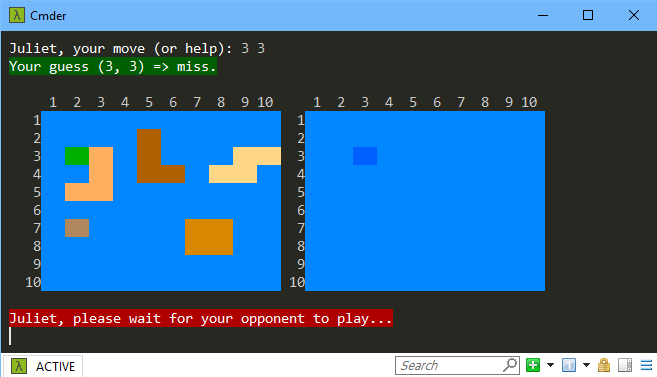 Cmder
Juliet, your move (or help): 3 3
Your guess (3, 3) => miss.
1 2 3 4 5 6 7 8 9 10 1 2 3 4 5 6 7 8 9 10
1 1
2 2
3 3
4 4
5 5
6 6
7 7
8 8
9 9
10 10
Juliet, please wait for your opponent to play...
λ ACTIVE Search